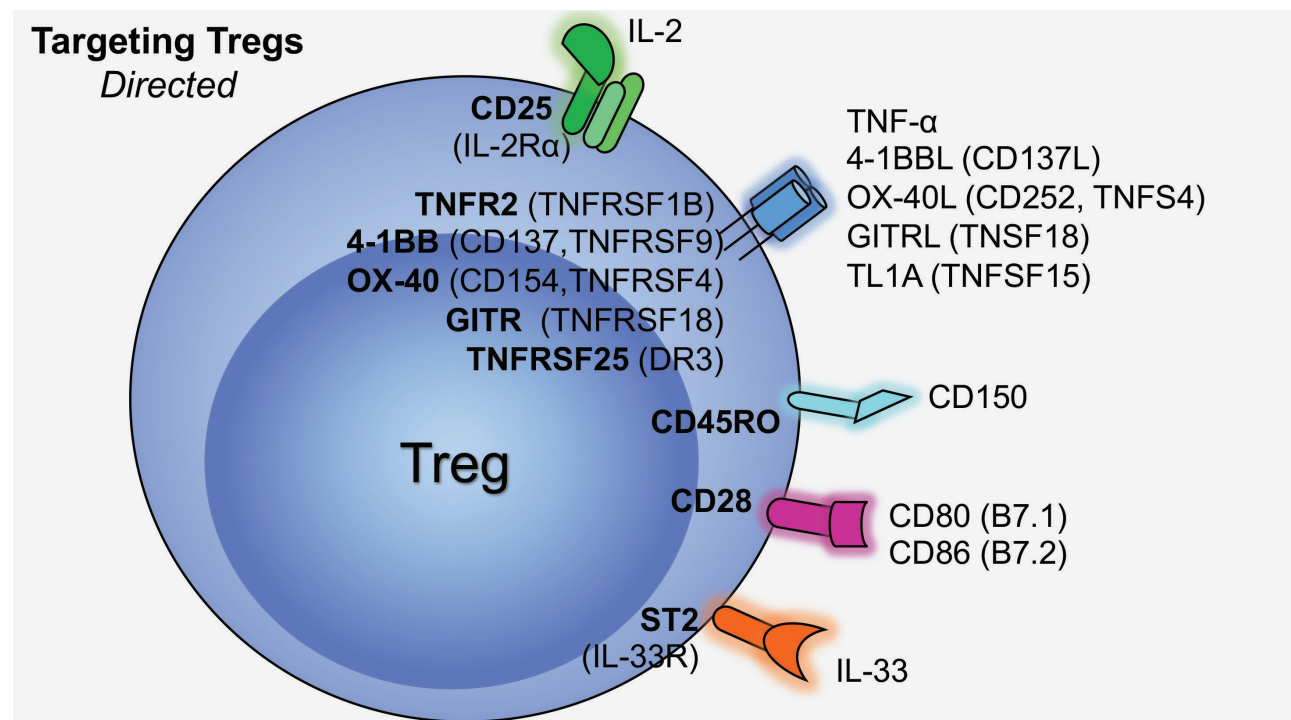 Targeting Tregs
Directed
IL-2
CD25
(IL-2Rα)
TNFR2 (TNFRSF1B)
4-1BB (CD137,TNFRSF9)
OX-40 (CD154,TNFRSF4)
GITR (TNFRSF18)
TNFRSF25 (DR3)
TNF-α
4-1BBL (CD137L)
OX-40L (CD252, TNFS4)
GITRL (TNSF18)
TL1A (TNFSF15)
CD45RO
CD150
Treg
CD28
CD80 (B7.1)
CD86 (B7.2)
ST2
(IL-33R)
IL-33